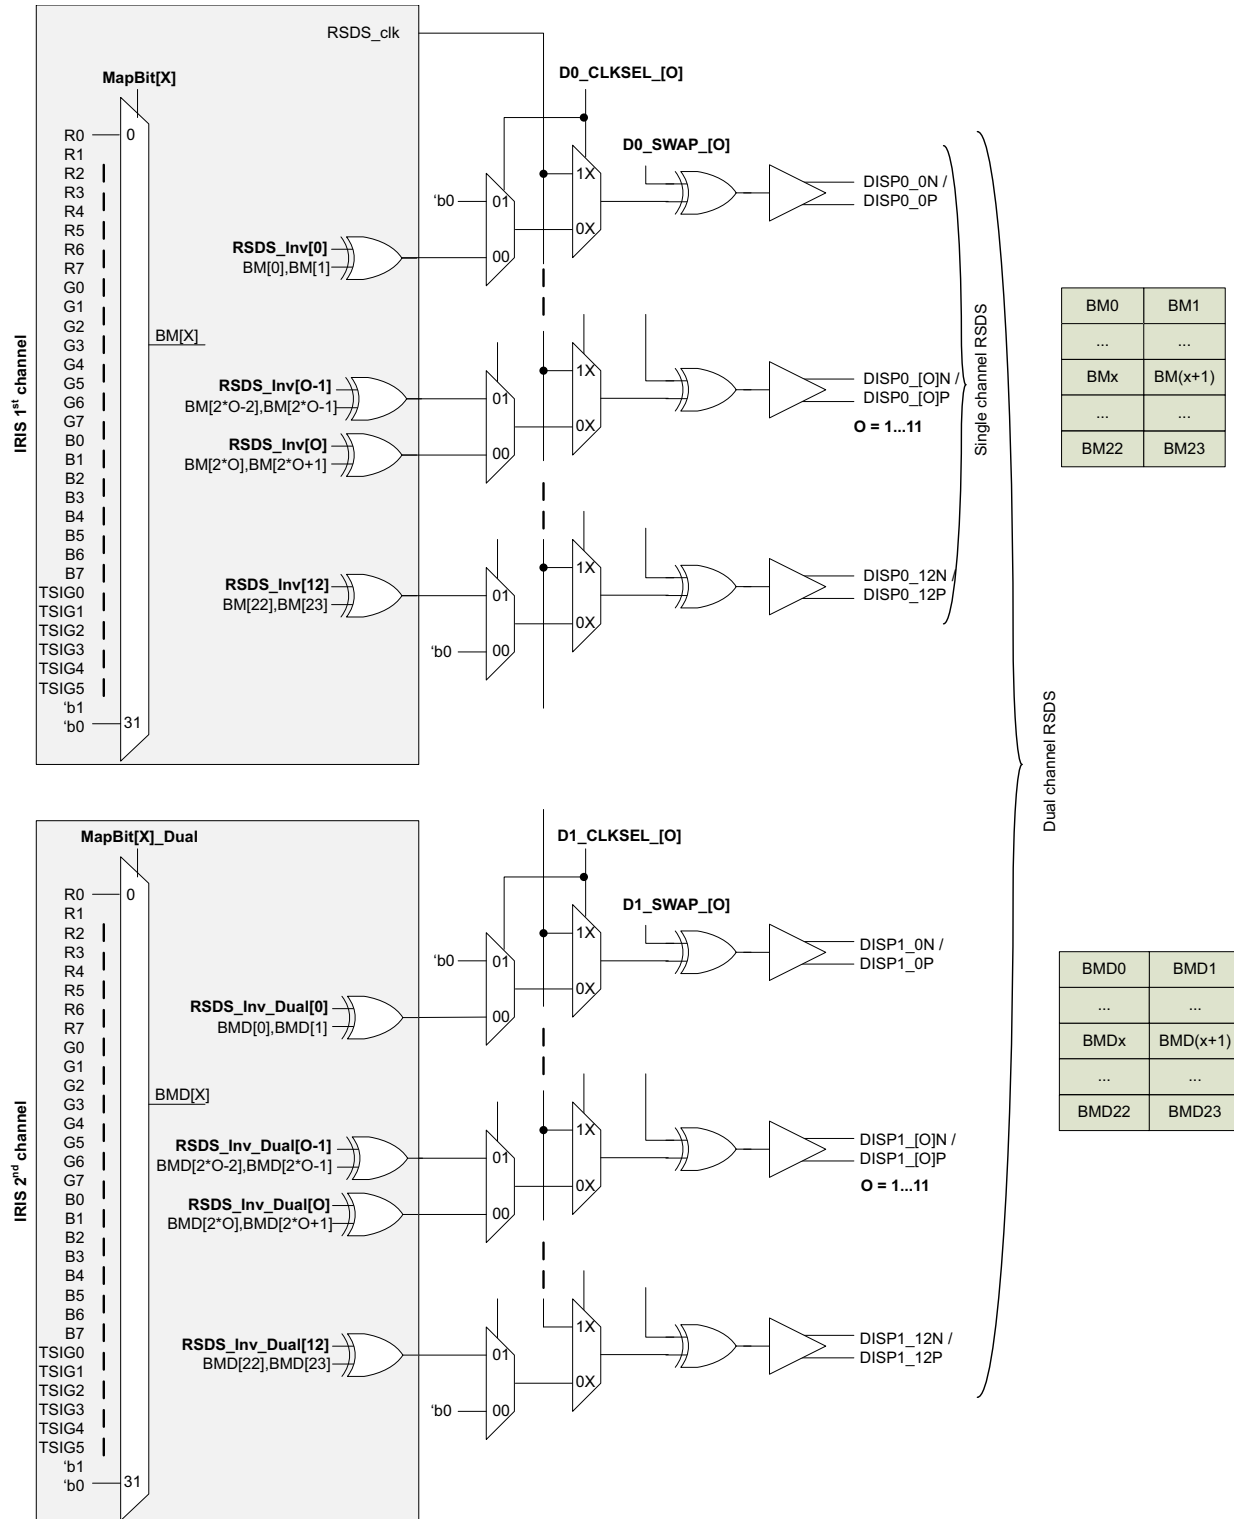 RSDS_clk
MapBit[X]
D0_CLKSEL_[O]
D0_SWAP_[O]
R0
0
R1
R2
R3
R4
R5
R6
R7
G0
G1
G2
G3
G4
G5
G6
G7
B0
B1
B2
B3
B4
B5
B6
B7
TSIG0
TSIG1
TSIG2
TSIG3
TSIG4
TSIG5
‘b1
‘b0
31
BM[X]
IRIS 1st channel
‘b0
01
00
1X
0X
RSDS_Inv[0]
BM[0],BM[1]
DISP0_0N /
DISP0_0P
RSDS_Inv[O-1]
BM[2*O-2],BM[2*O-1]
RSDS_Inv[O]
BM[2*O],BM[2*O+1]
01
00
1X
0X
DISP0_[O]N /
DISP0_[O]P
O = 1...11
RSDS_Inv[12]
BM[22],BM[23]
‘b0
01
00
1X
0X
DISP0_12N /
DISP0_12P
Single channel RSDS
Dual channel RSDS
BM0 BM1
... ...
BMx BM(x+1)
... ...
BM22 BM23
MapBit[X]_Dual
D1_CLKSEL_[O]
D1_SWAP_[O]
R0
0
R1
R2
R3
R4
R5
R6
R7
G0
G1
G2
G3
G4
G5
G6
G7
B0
B1
B2
B3
B4
B5
B6
B7
TSIG0
TSIG1
TSIG2
TSIG3
TSIG4
TSIG5
‘b1
‘b0
31
BMD[X]
IRIS 2nd channel
‘b0
01
00
1X
0X
RSDS_Inv_Dual[0]
BMD[0],BMD[1]
DISP1_0N /
DISP1_0P
RSDS_Inv_Dual[O-1]
BMD[2*O-2],BMD[2*O-1]
RSDS_Inv_Dual[O]
BMD[2*O],BMD[2*O+1]
01
00
1X
0X
DISP1_[O]N /
DISP1_[O]P
O = 1...11
RSDS_Inv_Dual[12]
BMD[22],BMD[23]
‘b0
01
00
1X
0X
DISP1_12N /
DISP1_12P
BMD0 BMD1
... ...
BMDx BMD(x+1)
... ...
BMD22 BMD23